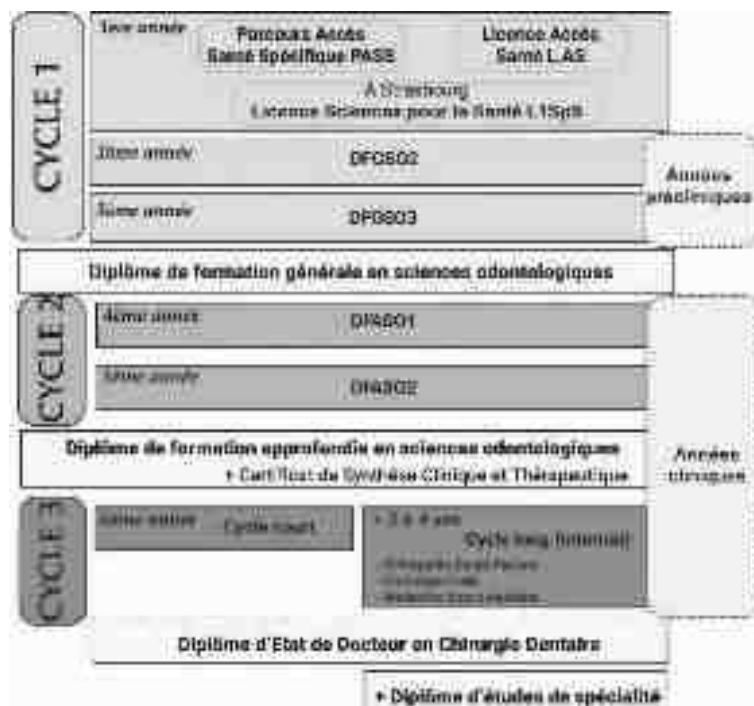 CYCLE 1
1ère année
Parcours Accès
Santé Spécifique PASS
Licence Accès
Santé L.AS
À Strasbourg
Licence Sciences pour la Santé L1SpS
2ème année
DFGSO2
3ème année
DFGSO3
Années
précliniques
Diplôme de formation générale en sciences odontologiques
CYCLE 2
4ème année
DFASO1
5ème année
DFASO2
Diplôme de formation approfondie en sciences odontologiques
+ Certificat de Synthèse Clinique et Thérapeutique
Années
cliniques
CYCLE 3
6ème année
Cycle court
+ 3 à 4 ans
Cycle long (internat)
Diplôme d'Etat de Docteur en Chirurgie Dentaire
+ Diplôme d'études de spécialité